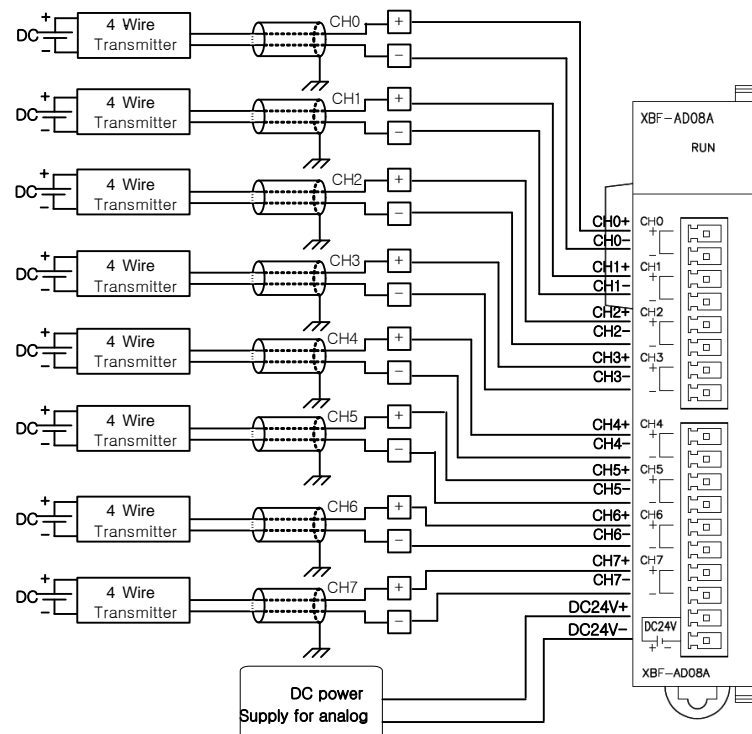 +
DC
−
4 Wire
Transmitter
CH0
+
−
+
DC
−
4 Wire
Transmitter
CH1
+
−
+
DC
−
4 Wire
Transmitter
CH2
+
−
+
DC
−
4 Wire
Transmitter
CH3
+
−
+
DC
−
4 Wire
Transmitter
CH4
+
−
+
DC
−
4 Wire
Transmitter
CH5
+
−
+
DC
−
4 Wire
Transmitter
CH6
+
−
+
DC
−
4 Wire
Transmitter
CH7
+
−
XBF-AD08A
RUN
CH0+
CH0-
CH1+
CH1-
CH2+
CH2-
CH3+
CH3-
CH4+
CH4-
CH5+
CH5-
CH6+
CH6-
CH7+
CH7-
DC24V+
DC24V-
CH0
+
−
CH1
+
−
CH2
+
−
CH3
+
−
CH4
+
−
CH5
+
−
CH6
+
−
CH7
+
−
DC24V
+ −
XBF-AD08A
DC power
Supply for analog